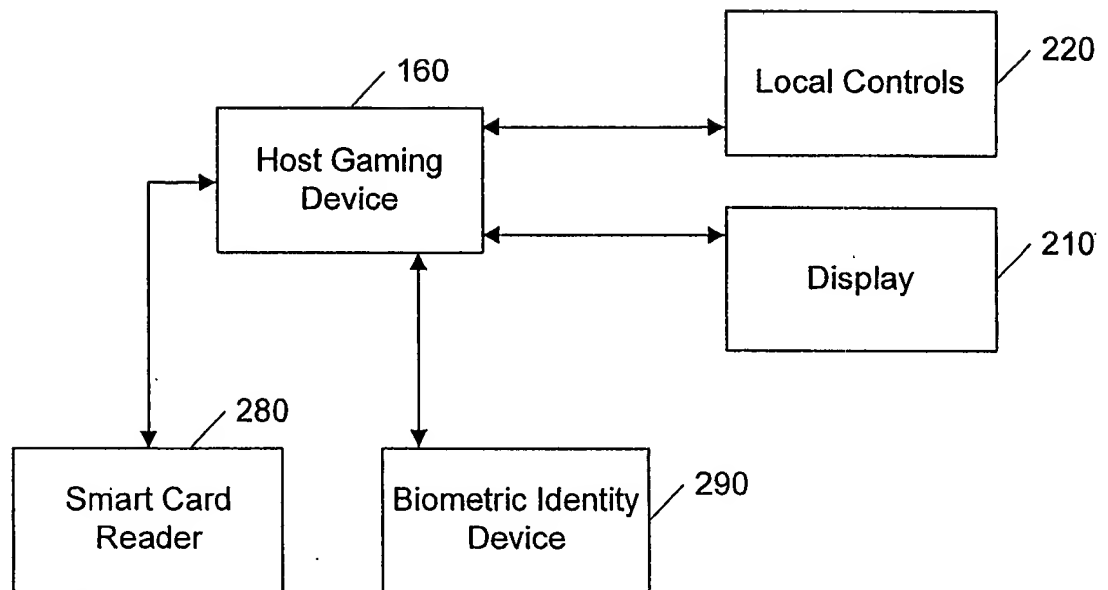 220
Local Controls
160
Host Gaming
Device
210
Display
280
Smart Card
Reader
290
Biometric Identity
Device